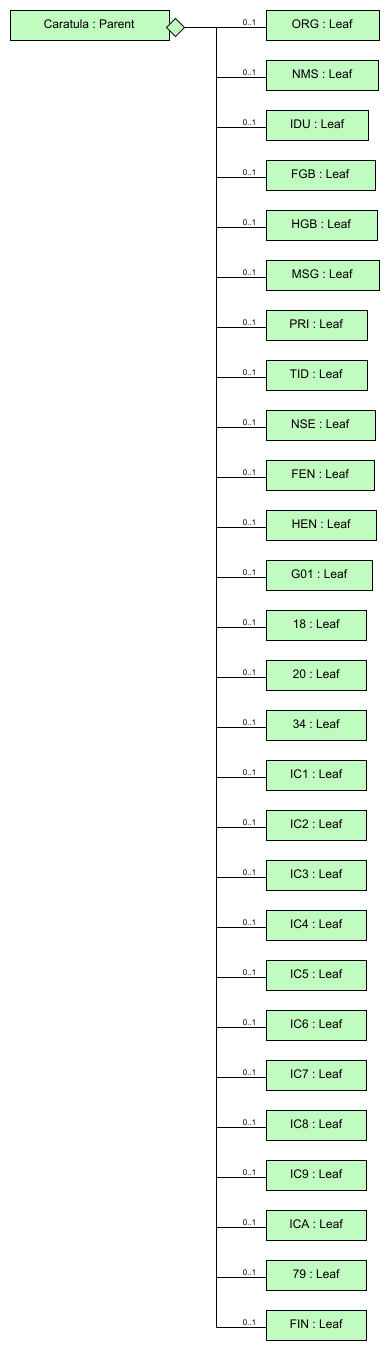 Caratula : Parent
0..1
ORG : Leaf
0..1
NMS : Leaf
0..1
IDU : Leaf
0..1
FGB : Leaf
0..1
HGB : Leaf
0..1
MSG : Leaf
0..1
PRI : Leaf
0..1
TID : Leaf
0..1
NSE : Leaf
0..1
FEN : Leaf
0..1
HEN : Leaf
0..1
G01 : Leaf
0..1
18 : Leaf
0..1
20 : Leaf
0..1
34 : Leaf
0..1
IC1 : Leaf
0..1
IC2 : Leaf
0..1
IC3 : Leaf
0..1
IC4 : Leaf
0..1
IC5 : Leaf
0..1
IC6 : Leaf
0..1
IC7 : Leaf
0..1
IC8 : Leaf
0..1
IC9 : Leaf
0..1
ICA : Leaf
0..1
79 : Leaf
0..1
FIN : Leaf